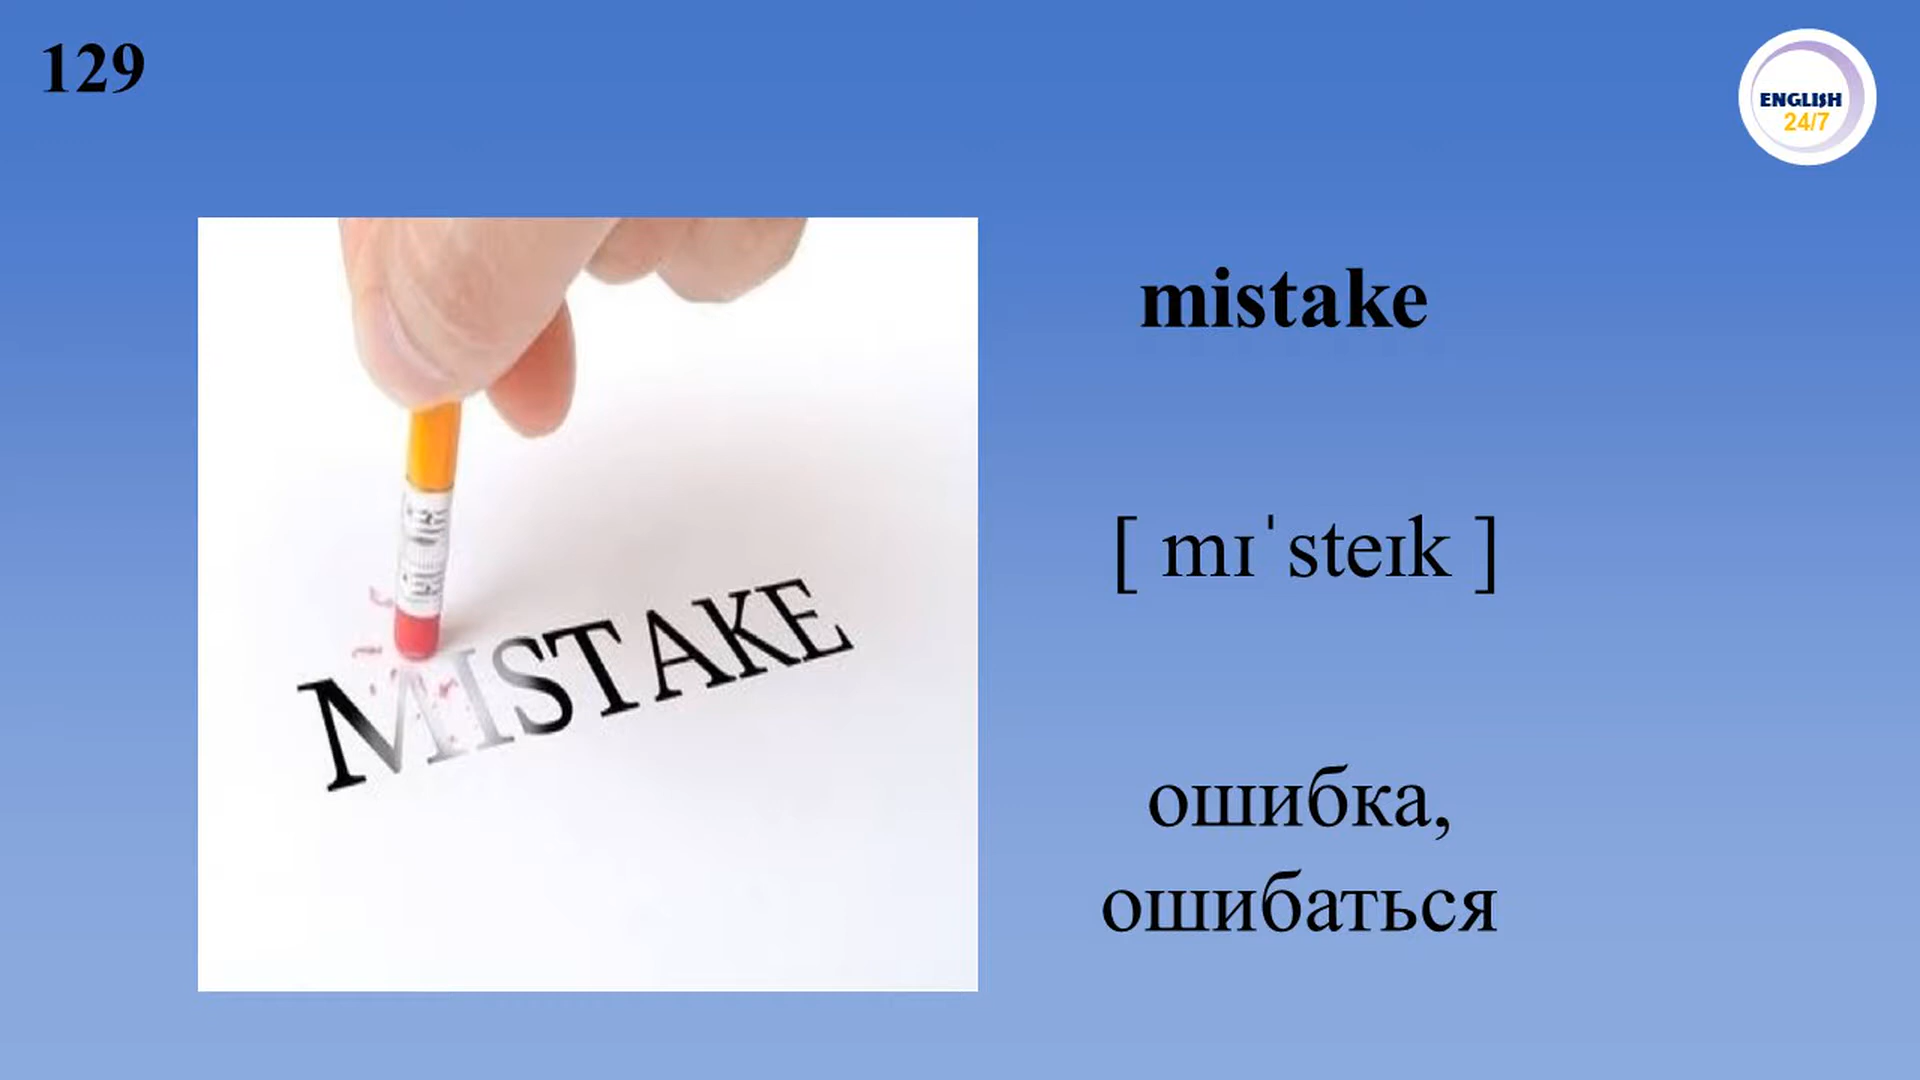 129
ENGLISH
24/7
mistake
[ mɪˈsteɪk ]
MISTAKE
ошибка,
ошибаться